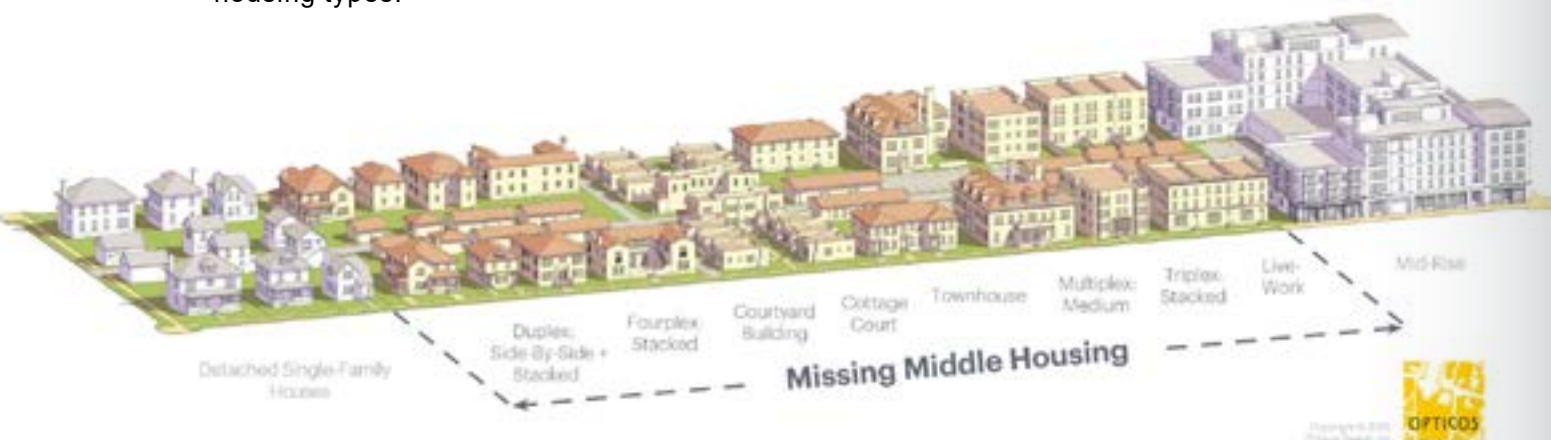 housing types.
Detached Single-Family
Houses
Duplex:
Side-By-Side +
Stacked
Fourplex:
Stacked
Courtyard
Building
Cottage
Court
Townhouse
Multiplex:
Medium
Triplex:
Stacked
Live-
Work
Mid-Rise
Missing Middle Housing
OPTICOS